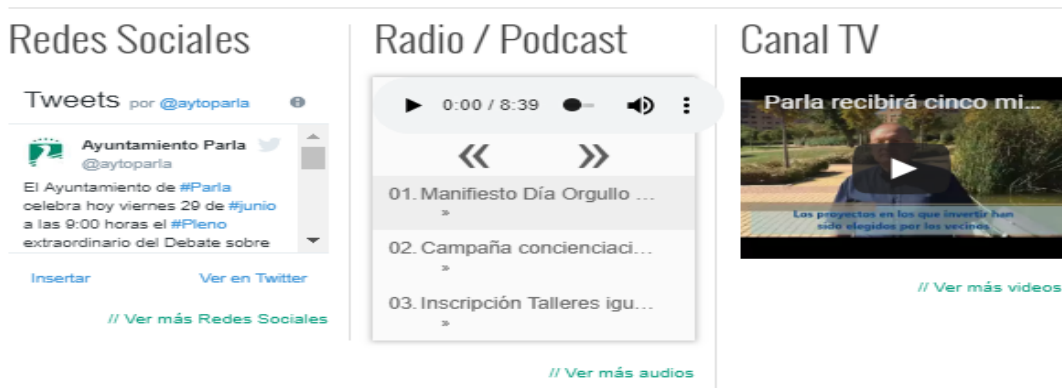 Redes Sociales
Tweets por @aytoparla
Ayuntamiento Parla
@aytoparla
El Ayuntamiento de #Parla
celebra hoy viernes 29 de #junio
a las 9:00 horas el #Pleno
extraordinario del Debate sobre
Insertar Ver en Twitter
// Ver más Redes Sociales
Radio / Podcast
0:00 / 8:39
01. Manifiesto Día Orgullo ...
»
02. Campaña concienciaci...
»
03. Inscripción Talleres igu...
»
// Ver más audios
Canal TV
Parla recibirá cinco mi...
Los proyectos en los que invertir han
sido elegidos por los vecinos
// Ver más videos